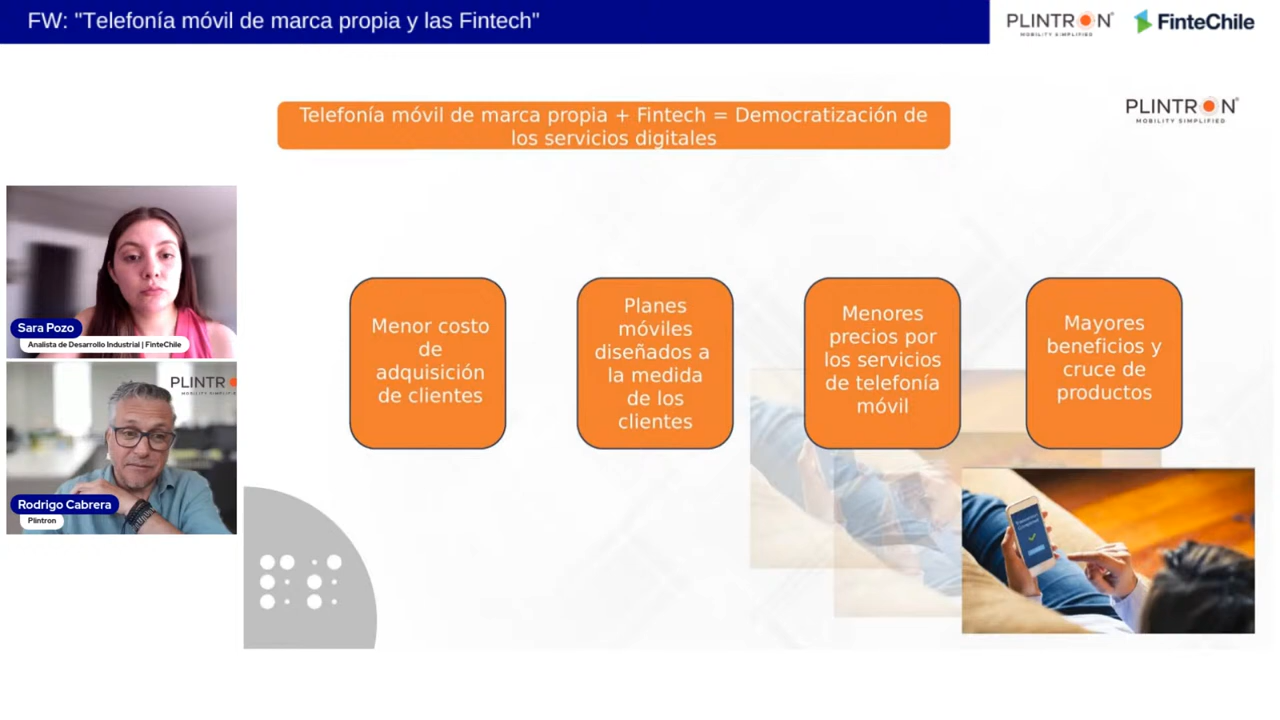 FW: "Telefonía móvil de marca propia y las Fintech"
PLINTRON
MOBILITY SIMPLIFIED
FinteChile
Telefonía móvil de marca propia + Fintech = Democratización de
los servicios digitales
PLINTRON
MOBILITY SIMPLIFIED
Sara Pozo
Analista de Desarrollo Industrial | FinteChile
PLINTR
MOBILITY SIMPLIFI
Rodrigo Cabrera
Plintron
Menor costo
de
adquisición
de clientes
Planes
móviles
diseñados a
la medida
de los
clientes
Menores
precios por
los servicios
de telefonía
móvil
Mayores
beneficios y
cruce de
productos